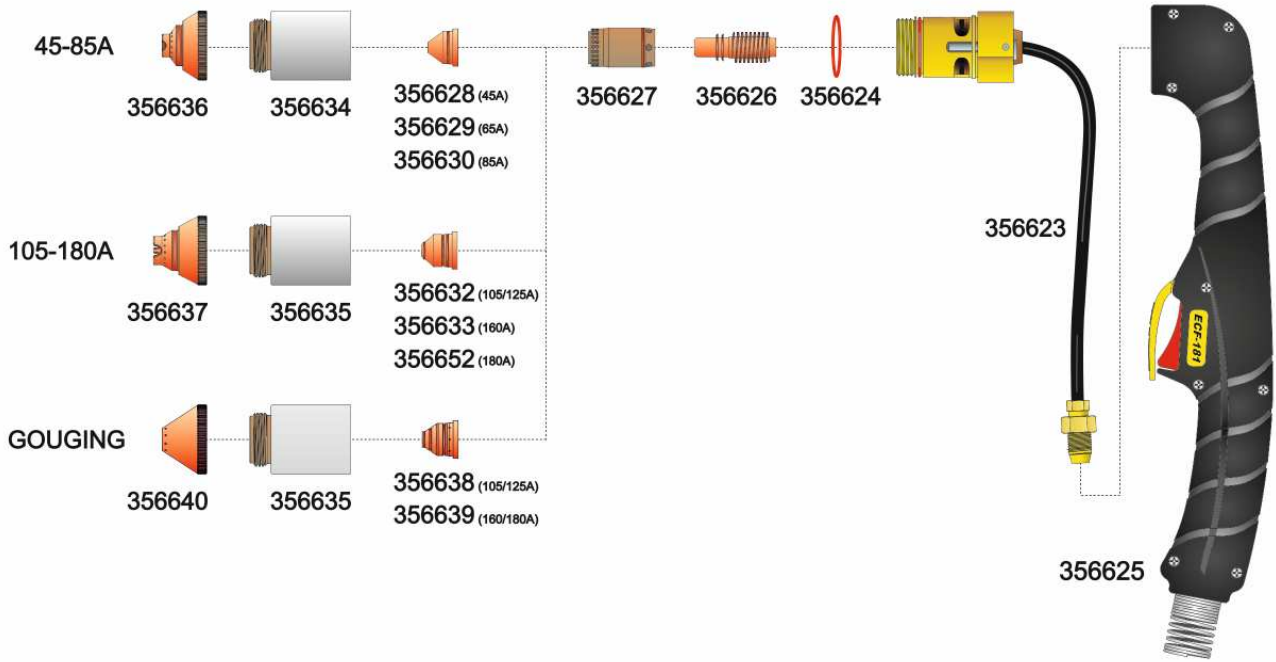 45-85A
356636
356634
356628 (45A)
356629 (65A)
356630 (85A)
356627
356626
356624
356623
105-180A
356637
356635
356632 (105/125A)
356633 (160A)
356652 (180A)
ECF-181
GOUGING
356640
356635
356638 (105/125A)
356639 (160/180A)
356625